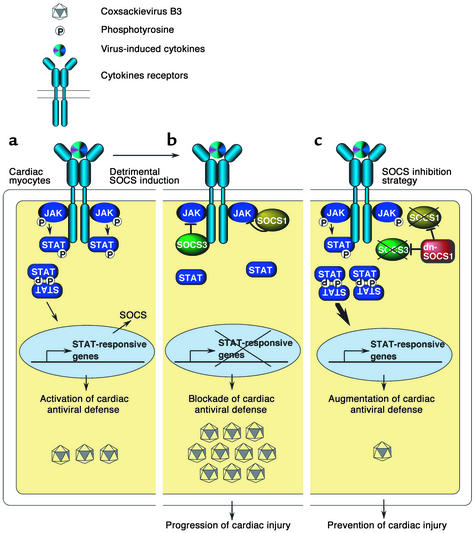 Coxsackievirus B3
P
Phosphotyrosine
Virus-induced cytokines
Cytokines receptors
a
b
c
Cardiac
myocytes
Detrimental
SOCS induction
SOCS inhibition
strategy
JAK
JAK
P
P
STAT
STAT
P
P
STAT
P P
STAT
SOCS
STAT-responsive
genes
Activation of cardiac
antiviral defense
JAK
JAK
SOCS1
SOCS3
STAT
STAT
STAT-responsive
genes
Blockade of cardiac
antiviral defense
Progression of cardiac injury
JAK
JAK
P
P
SOCS1
STAT
P
SOCS3
dn-
SOCS1
STAT
STAT
P P
P P
STAT
STAT
STAT-responsive
genes
Augmentation of cardiac
antiviral defense
Prevention of cardiac injury